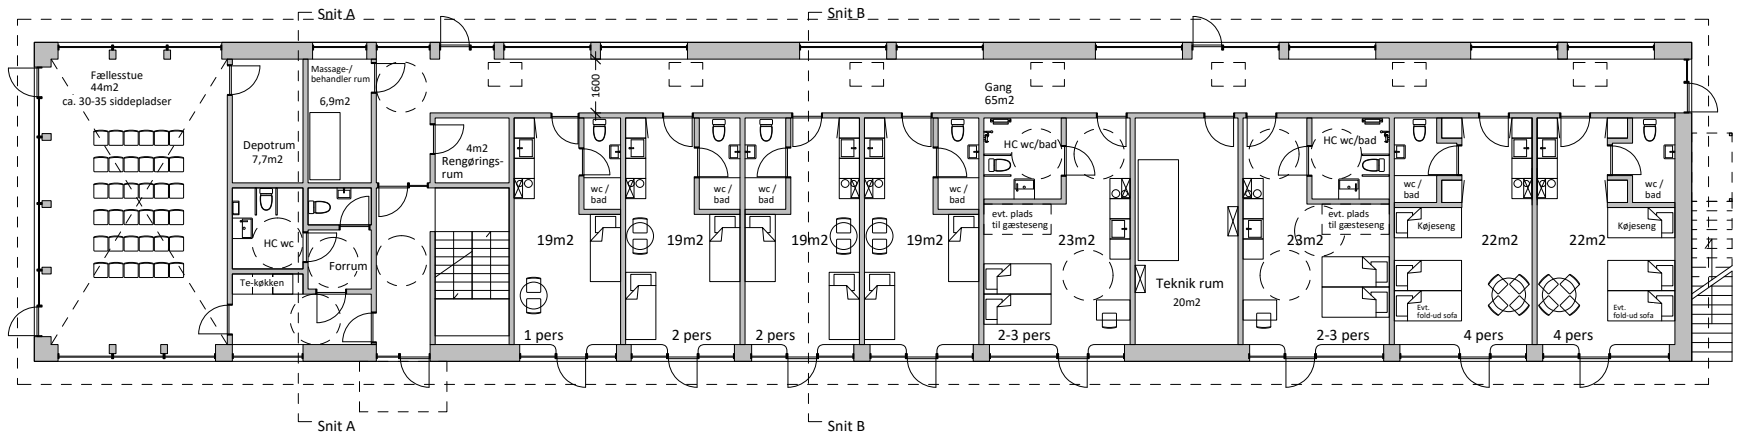 Snit A
Snit B
Fællesstue
44m2
ca. 30-35 siddepladser
Massage-/
behandler rum
6,9m2
Depotrum
7,7m2
4m2
Rengørings-
rum
1600
Gang
65m2
wc /
bad
wc /
bad
wc /
bad
wc /
bad
HC wc/bad
HC wc/bad
wc /
bad
wc /
bad
evt. plads
til gæsteseng
evt. plads
til gæsteseng
Køjeseng
Køjeseng
HC wc
Forrum
Te-køkken
19m2
19m2
19m2
19m2
23m2
23m2
22m2
22m2
Teknik rum
20m2
Evt.
fold-ud sofa
Evt.
fold-ud sofa
1 pers
2 pers
2 pers
2-3 pers
2-3 pers
4 pers
4 pers
Snit A
Snit B